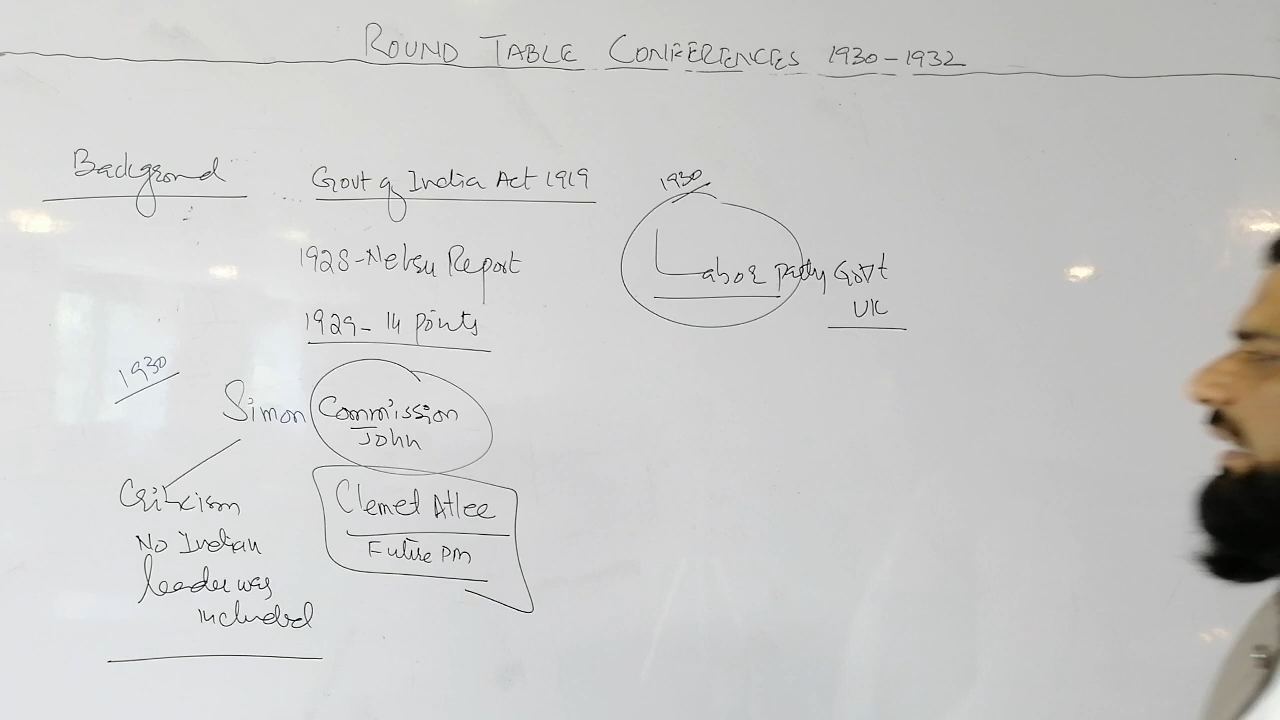 ROUND TABLE CONFERENCES 1930-1932
Background
Govt of India Act 1919
1928-Nehru Report
1929- 14 points
1930
Simon Commission
John
Criticism
No Indian
leader was
included
Clemet Atlee
Future PM
1930
Labor party Govt
UK